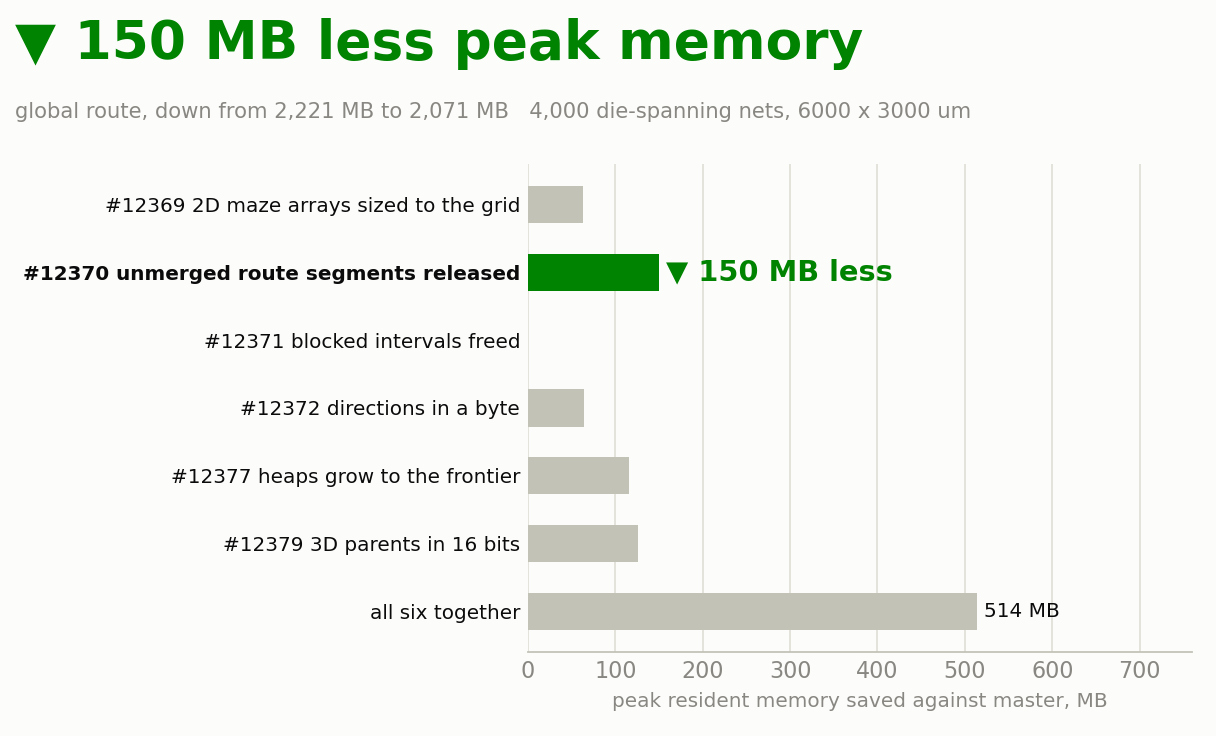 ▼ 150 MB less peak memory
global route, down from 2,221 MB to 2,071 MB   4,000 die-spanning nets, 6000 x 3000 um
#12369 2D maze arrays sized to the grid
#12370 unmerged route segments released
▼ 150 MB less
#12371 blocked intervals freed
#12372 directions in a byte
#12377 heaps grow to the frontier
#12379 3D parents in 16 bits
all six together
514 MB
0 100 200 300 400 500 600 700
peak resident memory saved against master, MB